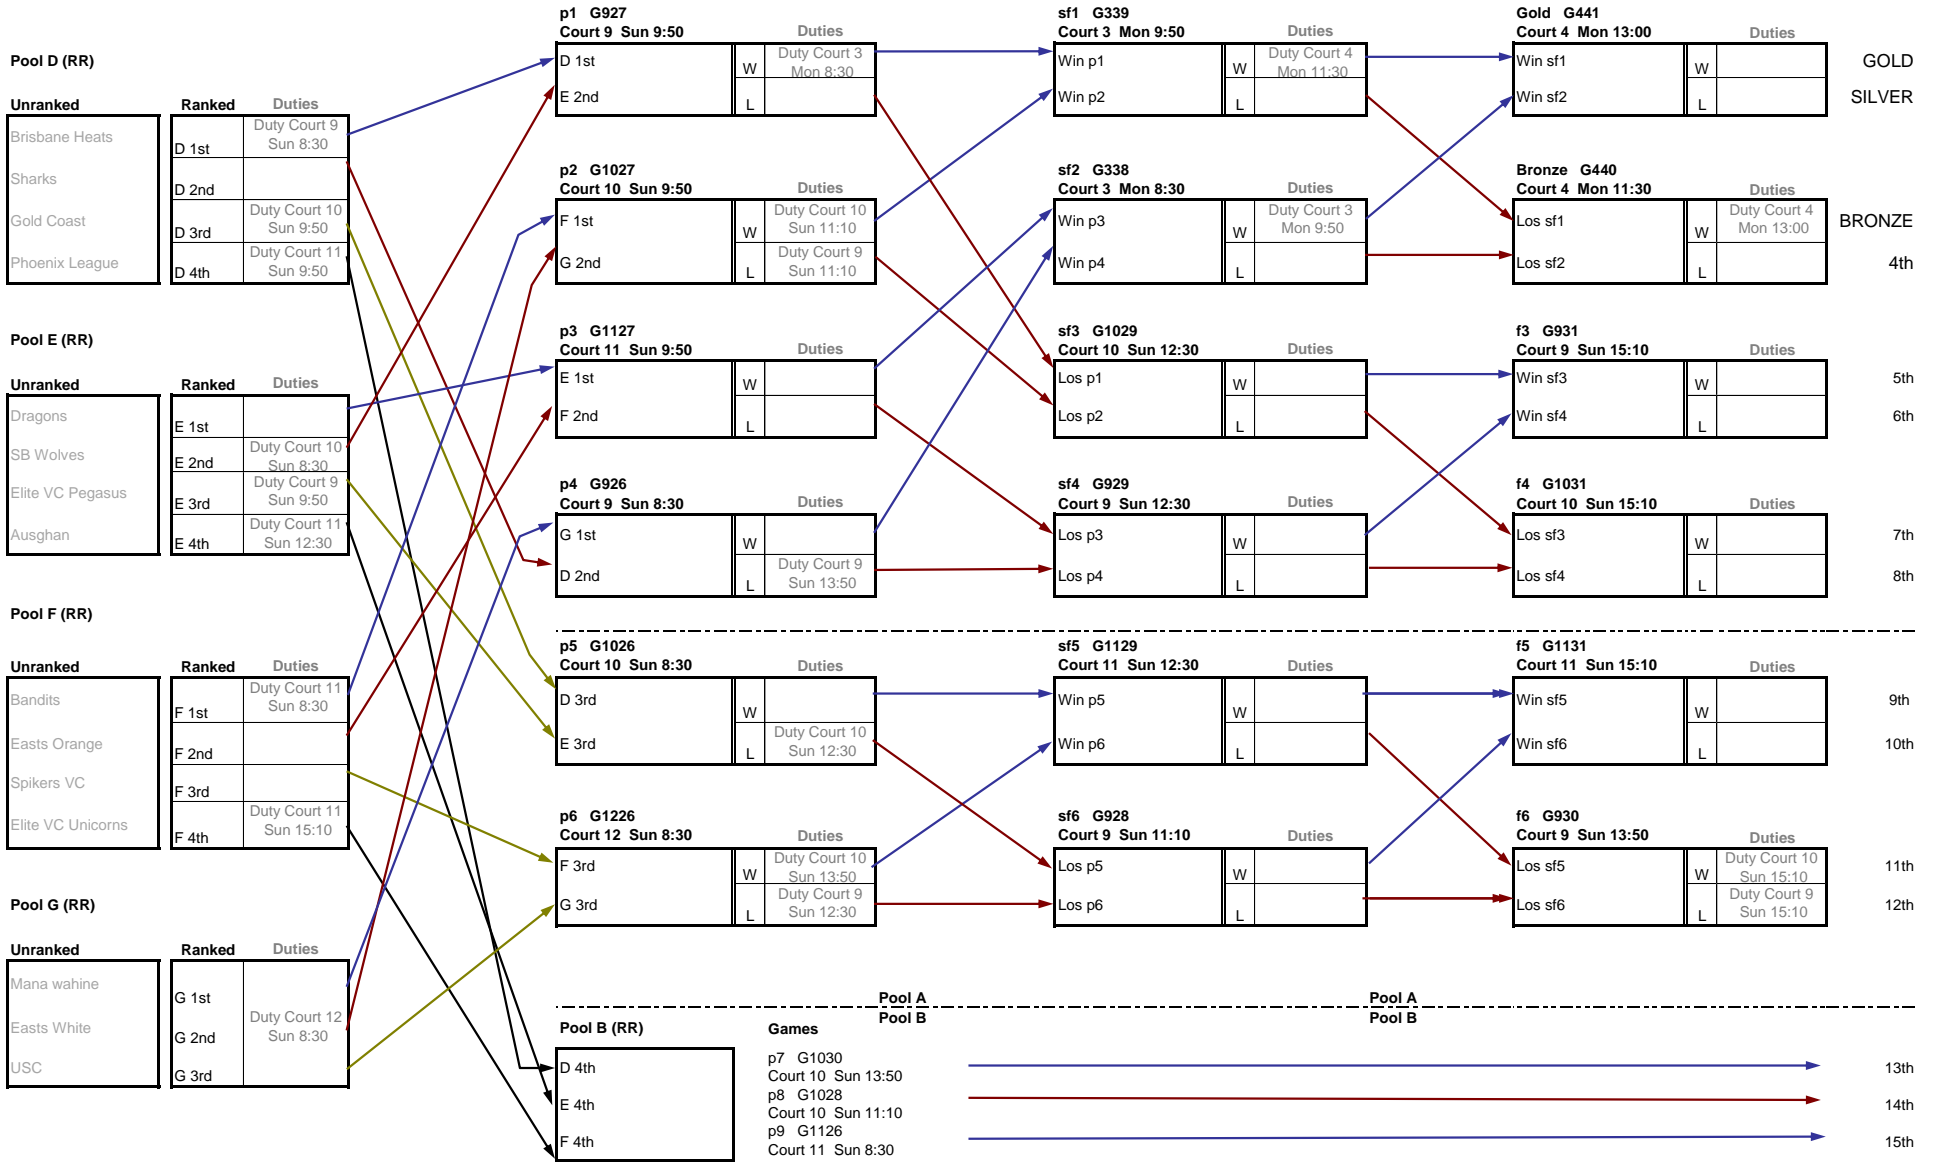 Pool D (RR)
Unranked
Ranked
Duties
Brisbane Heats
Sharks
Gold Coast
Phoenix League
D 1st
Duty Court 9
Sun 8:30
D 2nd
D 3rd
Duty Court 10
Sun 9:50
D 4th
Duty Court 11
Sun 9:50
Pool E (RR)
Unranked
Ranked
Duties
Dragons
SB Wolves
Elite VC Pegasus
Ausghan
E 1st
E 2nd
Duty Court 10
Sun 8:30
E 3rd
Duty Court 9
Sun 9:50
E 4th
Duty Court 11
Sun 12:30
Pool F (RR)
Unranked
Ranked
Duties
Bandits
Easts Orange
Spikers VC
Elite VC Unicorns
F 1st
Duty Court 11
Sun 8:30
F 2nd
F 3rd
F 4th
Duty Court 11
Sun 15:10
Pool G (RR)
Unranked
Ranked
Duties
Mana wahine
Easts White
USC
G 1st
G 2nd
G 3rd
Duty Court 12
Sun 8:30
p1 G927
Court 9 Sun 9:50
Duties
D 1st
E 2nd
W
Duty Court 3
Mon 8:30
L
p2 G1027
Court 10 Sun 9:50
Duties
F 1st
G 2nd
W
Duty Court 10
Sun 11:10
L
Duty Court 9
Sun 11:10
p3 G1127
Court 11 Sun 9:50
Duties
E 1st
F 2nd
W
L
p4 G926
Court 9 Sun 8:30
Duties
G 1st
D 2nd
W
L
Duty Court 9
Sun 13:50
p5 G1026
Court 10 Sun 8:30
Duties
D 3rd
E 3rd
W
L
Duty Court 10
Sun 12:30
p6 G1226
Court 12 Sun 8:30
Duties
F 3rd
G 3rd
W
Duty Court 10
Sun 13:50
L
Duty Court 9
Sun 12:30
sf1 G339
Court 3 Mon 9:50
Duties
Win p1
Win p2
W
Duty Court 4
Mon 11:30
L
sf2 G338
Court 3 Mon 8:30
Duties
Win p3
Win p4
W
Duty Court 3
Mon 9:50
L
sf3 G1029
Court 10 Sun 12:30
Duties
Los p1
Los p2
W
L
sf4 G929
Court 9 Sun 12:30
Duties
Los p3
Los p4
W
L
sf5 G1129
Court 11 Sun 12:30
Duties
Win p5
Win p6
W
L
sf6 G928
Court 9 Sun 11:10
Duties
Los p5
Los p6
W
L
Gold G441
Court 4 Mon 13:00
Duties
Win sf1
Win sf2
W
L
GOLD
SILVER
Bronze G440
Court 4 Mon 11:30
Duties
Los sf1
Los sf2
W
Duty Court 4
Mon 13:00
L
BRONZE
4th
f3 G931
Court 9 Sun 15:10
Duties
Win sf3
Win sf4
W
L
5th
6th
f4 G1031
Court 10 Sun 15:10
Duties
Los sf3
Los sf4
W
L
7th
8th
f5 G1131
Court 11 Sun 15:10
Duties
Win sf5
Win sf6
W
L
9th
10th
f6 G930
Court 9 Sun 13:50
Duties
Los sf5
Los sf6
W
Duty Court 10
Sun 15:10
L
Duty Court 9
Sun 15:10
11th
12th
Pool A
Pool A
Pool B
Pool B
Pool B (RR)
Games
D 4th
E 4th
F 4th
p7 G1030
Court 10 Sun 13:50
p8 G1028
Court 10 Sun 11:10
p9 G1126
Court 11 Sun 8:30
13th
14th
15th